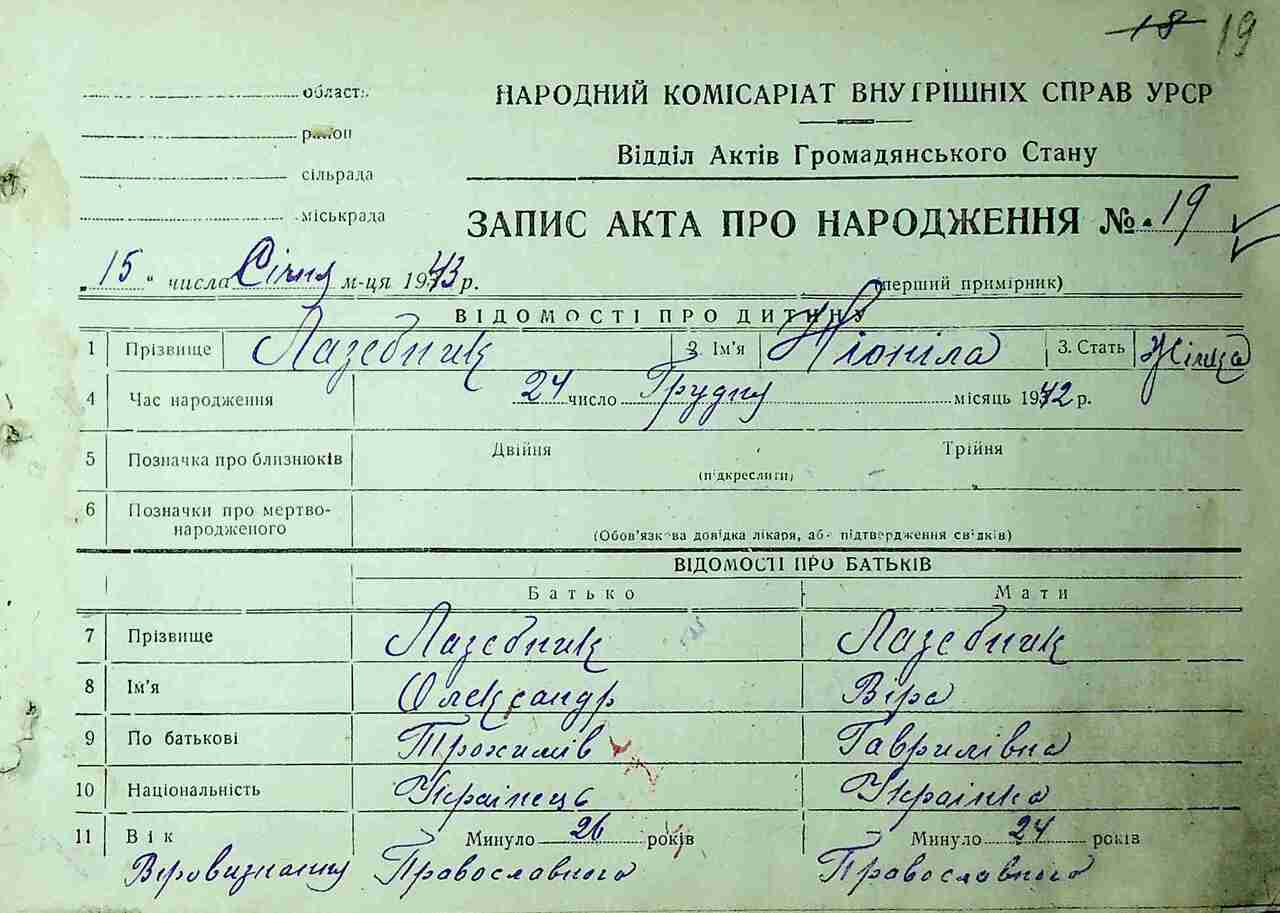 18 19
область
район
сільрада
міськрада
НАРОДНИЙ КОМІСАРІАТ ВНУТРІШНІХ СПРАВ УРСР
Відділ Актів Громадянського Стану
ЗАПИС АКТА ПРО НАРОДЖЕННЯ № 19
„15“ числа Січня м-ця 1943 р.
(перший примірник)
ВІДОМОСТІ ПРО ДИТИНУ
1 Прізвище Лазебник 2. Ім'я Ніоніла 3. Стать Жінка
4 Час народження 24 число Грудня місяць 1942 р.
5 Позначка про близнюків Двійня Трійня
(підкреслити)
6 Позначки про мертво-
народженого (Обов'язкова довідка лікаря, або підтвердження свідків)
ВІДОМОСТІ ПРО БАТЬКІВ
Батько Мати
7 Прізвище Лазебник Лазебник
8 Ім'я Олександр Віра
9 По батькові Трохимів Гаврилівна
10 Національність Українець Українка
11 Вік Минуло 26 років Минуло 24 років
Віровизнання Православного Православного